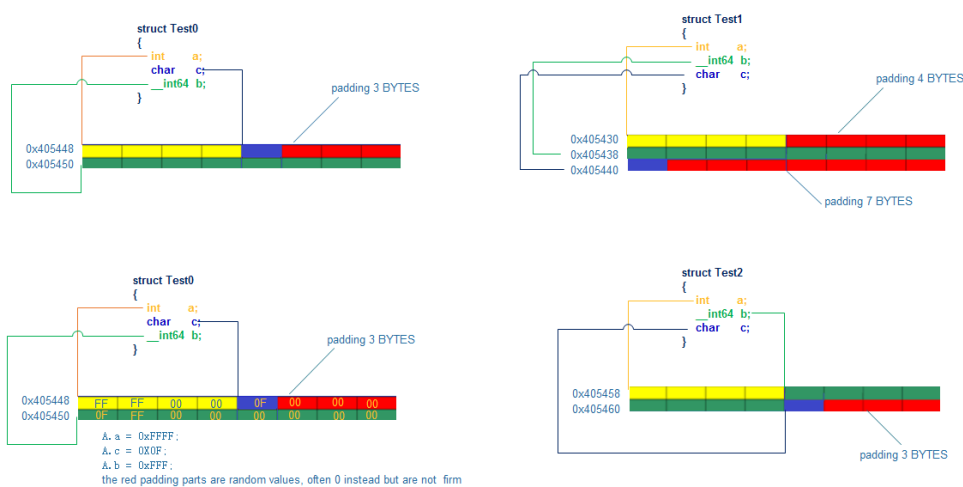 struct Test0
{
int a;
char c;
__int64 b;
}
padding 3 BYTES
0x405448
0x405450
struct Test1
{
int a;
__int64 b;
char c;
}
padding 4 BYTES
0x405430
0x405438
0x405440
padding 7 BYTES
struct Test0
{
int a;
char c;
__int64 b;
}
padding 3 BYTES
0x405448 FF FF 00 00 0F 00 00 00
0x405450 0F FF 00 00 00 00 00 00
A.a = 0xFFFF;
A.c = 0X0F;
A.b = 0xFFF;
the red padding parts are random values, often 0 instead but are not firm
struct Test2
{
int a;
__int64 b;
char c;
}
0x405458
0x405460
padding 3 BYTES